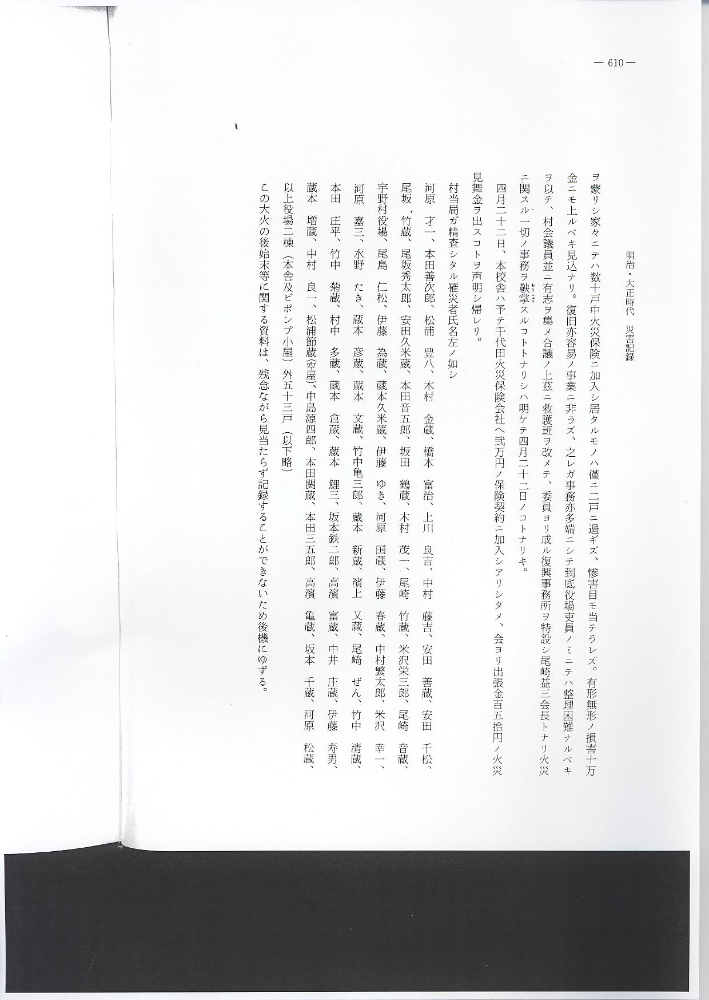 ― 610 ―
明治・大正時代　災害記録
ヲ蒙リシ家々ニテハ数十戸中火災保険ニ加入シ居タルモノハ僅ニ二戸ニ過ギズ、惨害目モ当テラレズ。有形無形ノ損害十万
金ニモ上ルベキ見込ナリ。復旧亦容易ノ事業ニ非ラズ、之レガ事務亦多端ニシテ到底役場吏員ノミニテハ整理困難ナルベキ
ヲ以テ、村会議員並ニ有志ヲ集メ合議ノ上茲ニ救護班ヲ改メテ、委員ヨリ成ル復興事務所ヲ特設シ尾崎益三会長トナリ火災
ニ関スル一切ノ事務ヲ鞅掌おうしょうスルコトトナリシハ明ケテ四月二十二日ノコトナリキ。
四月二十二日、本校舎ハ予テ千代田火災保険会社ヘ弐万円ノ保険契約ニ加入シアリシタメ、会ヨリ出張金百五拾円ノ火災
見舞金ヲ出スコトヲ声明シ帰レリ。
村当局ガ精査シタル罹災者氏名左ノ如シ
河原　才一、本田善次郎、松浦　豊八、木村　金蔵、橋本　富治、上川　良吉、中村　藤吉、安田　善蔵、安田　千松、
尾坂　竹蔵、尾坂秀太郎、安田久米蔵、本田音五郎、坂田　鶴蔵、木村　茂一、尾崎　竹蔵、米沢栄三郎、尾崎　音蔵、
宇野村役場、尾島　仁松、伊藤　為蔵、蔵本久米蔵、伊藤　ゆき、河原　国蔵、伊藤　春蔵、中村繁太郎、米沢　幸一、
河原　嘉三、水野　たき、蔵本　彦蔵、蔵本　文蔵、竹中亀三郎、蔵本　新蔵、濱上　又蔵、尾崎　ぜん、竹中　清蔵、
本田　庄平、竹中　菊蔵、村中　多蔵、蔵本　倉蔵、蔵本　鯉三、坂本鉄二郎、高濱　富蔵、中井　庄蔵、伊藤　寿男、
蔵本　増蔵、中村　良一、松浦節蔵（空屋）、中島源四郎、本田関蔵、本田三五郎、高濱　亀蔵、坂本　千蔵、河原　松蔵、
以上役場二棟（本舎及ビポンプ小屋）外五十三戸（以下略）
この大火の後始末等に関する資料は、残念ながら見当たらず記録することができないため後機にゆずる。